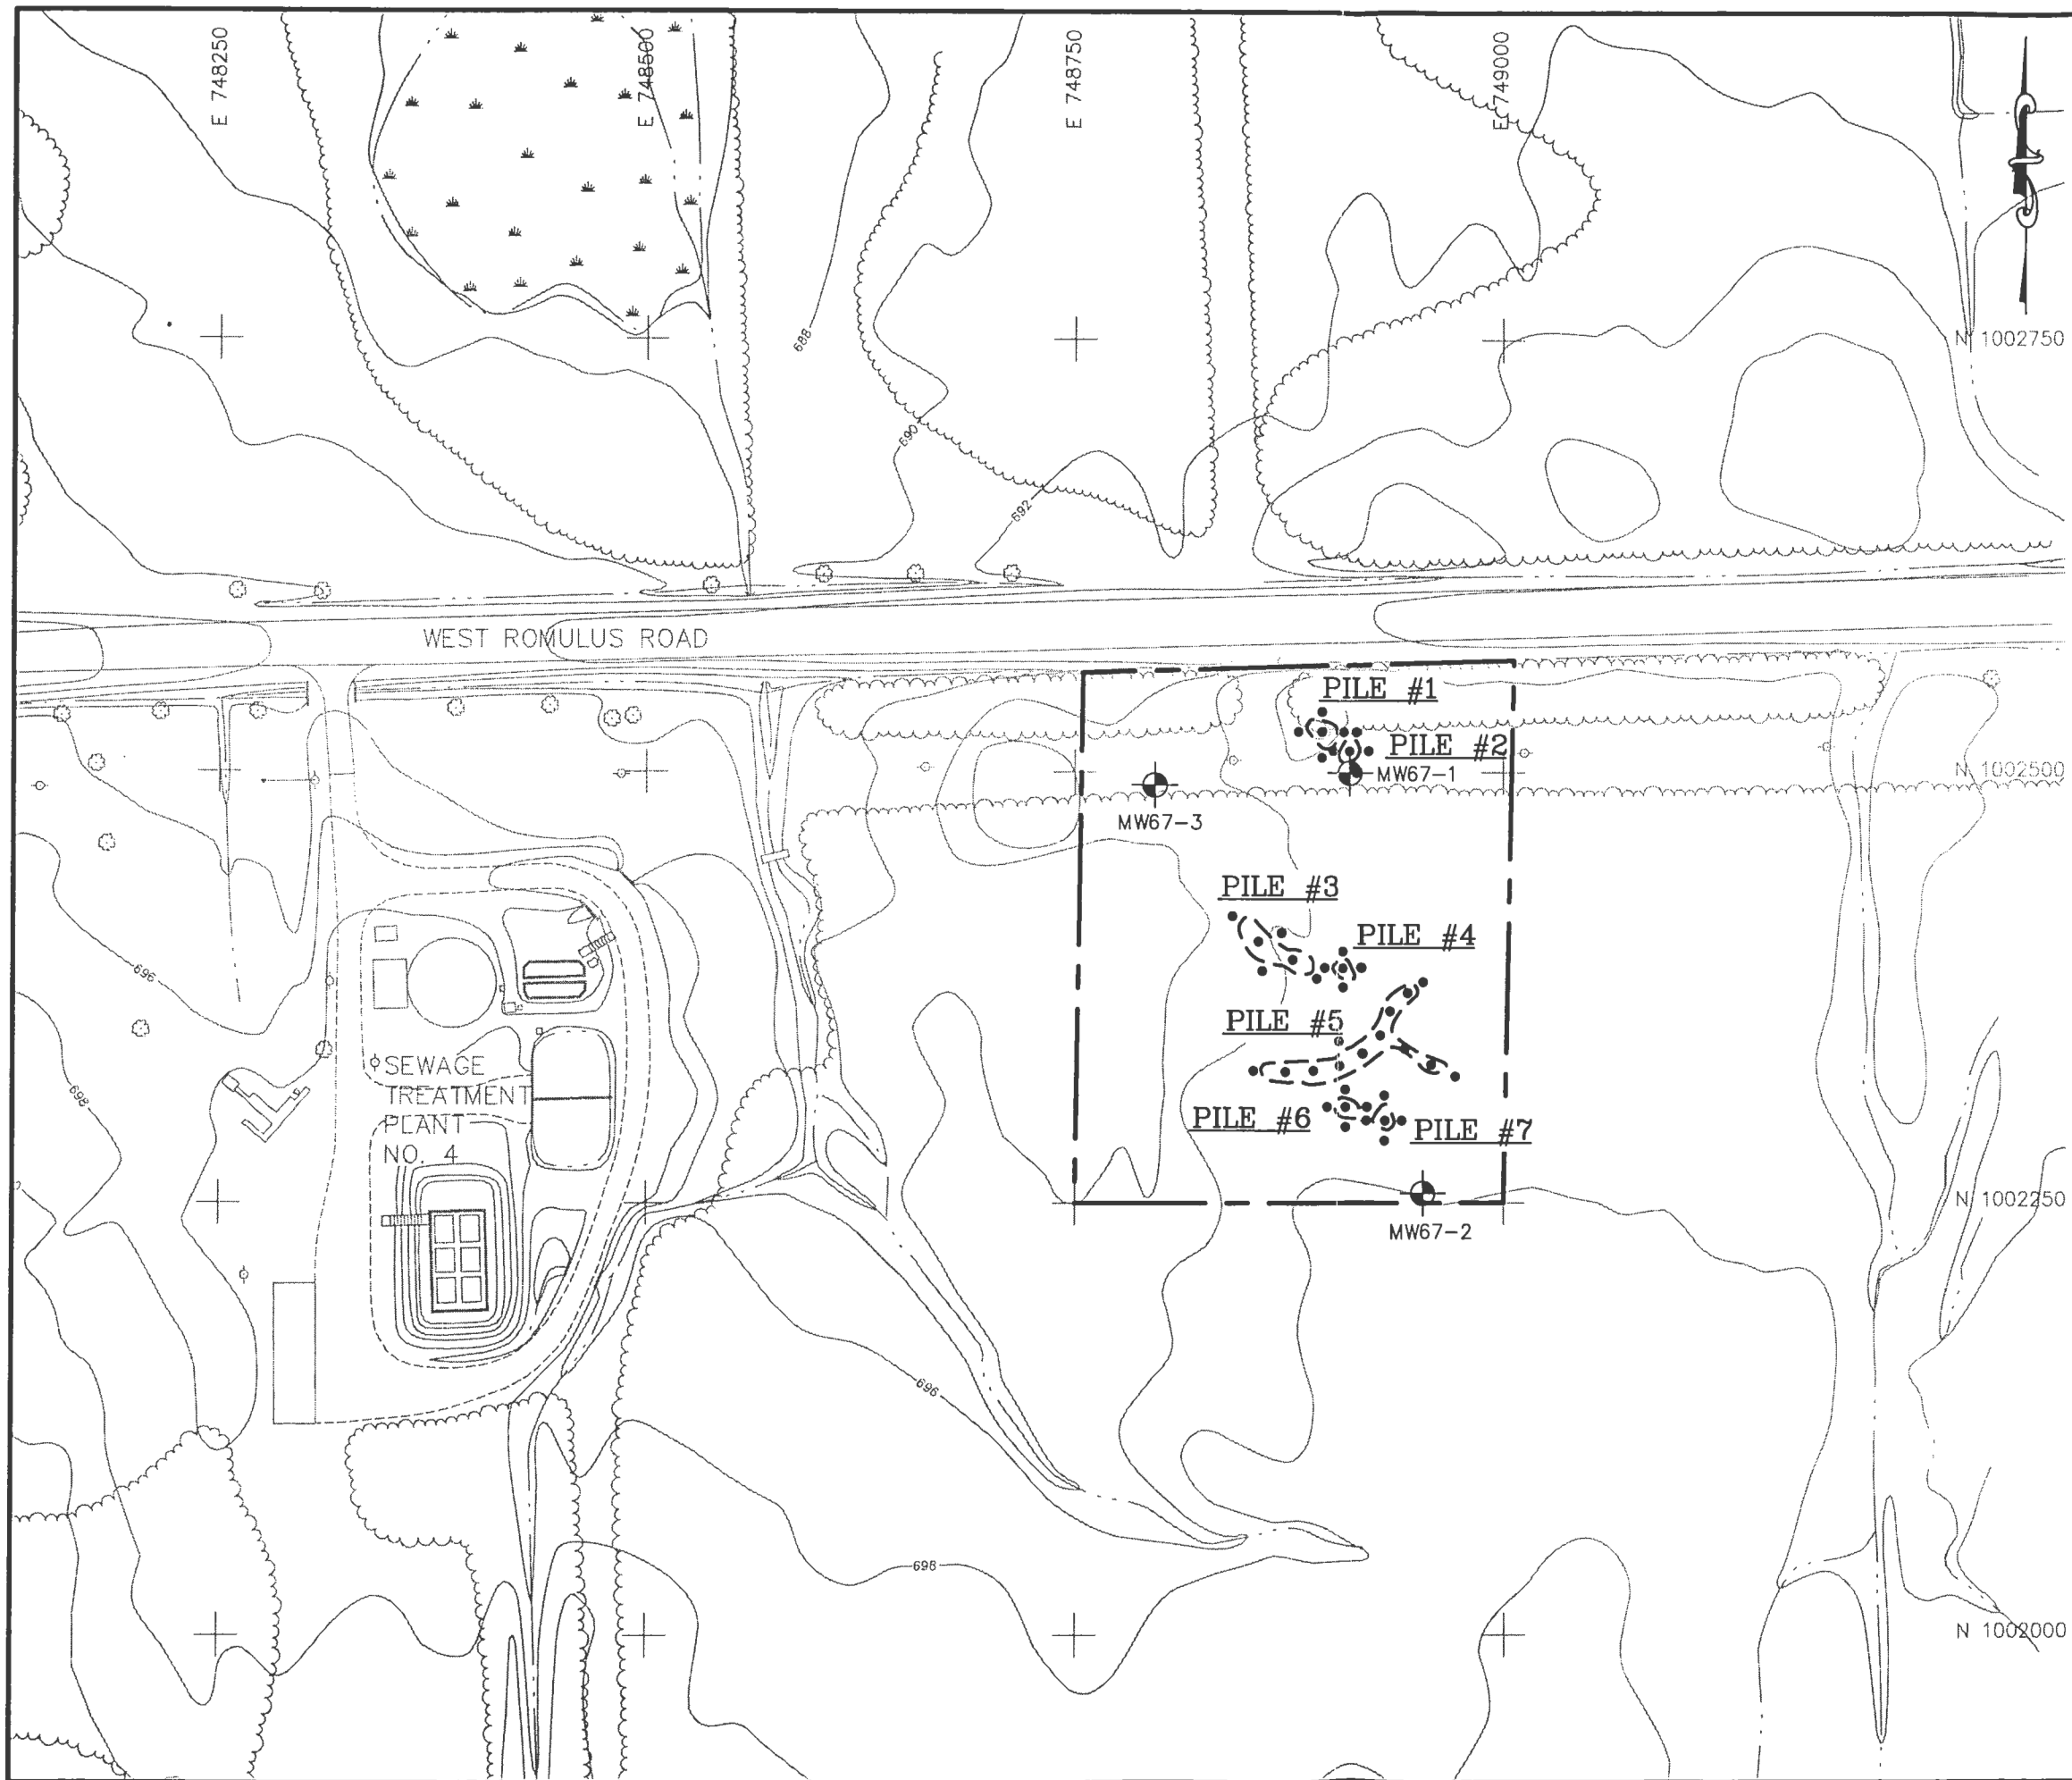 E 748250
E 748500
E 748750
E 749000
N 1002750
688
690
692
WEST ROMULUS ROAD
PILE #1
PILE #2
MW67-1
N 1002500
MW67-3
PILE #3
PILE #4
696
PILE #5
SEWAGE
TREATMENT
PLANT
NO. 4
698
PILE #6
PILE #7
N 1002250
MW67-2
696
698
N 1002000